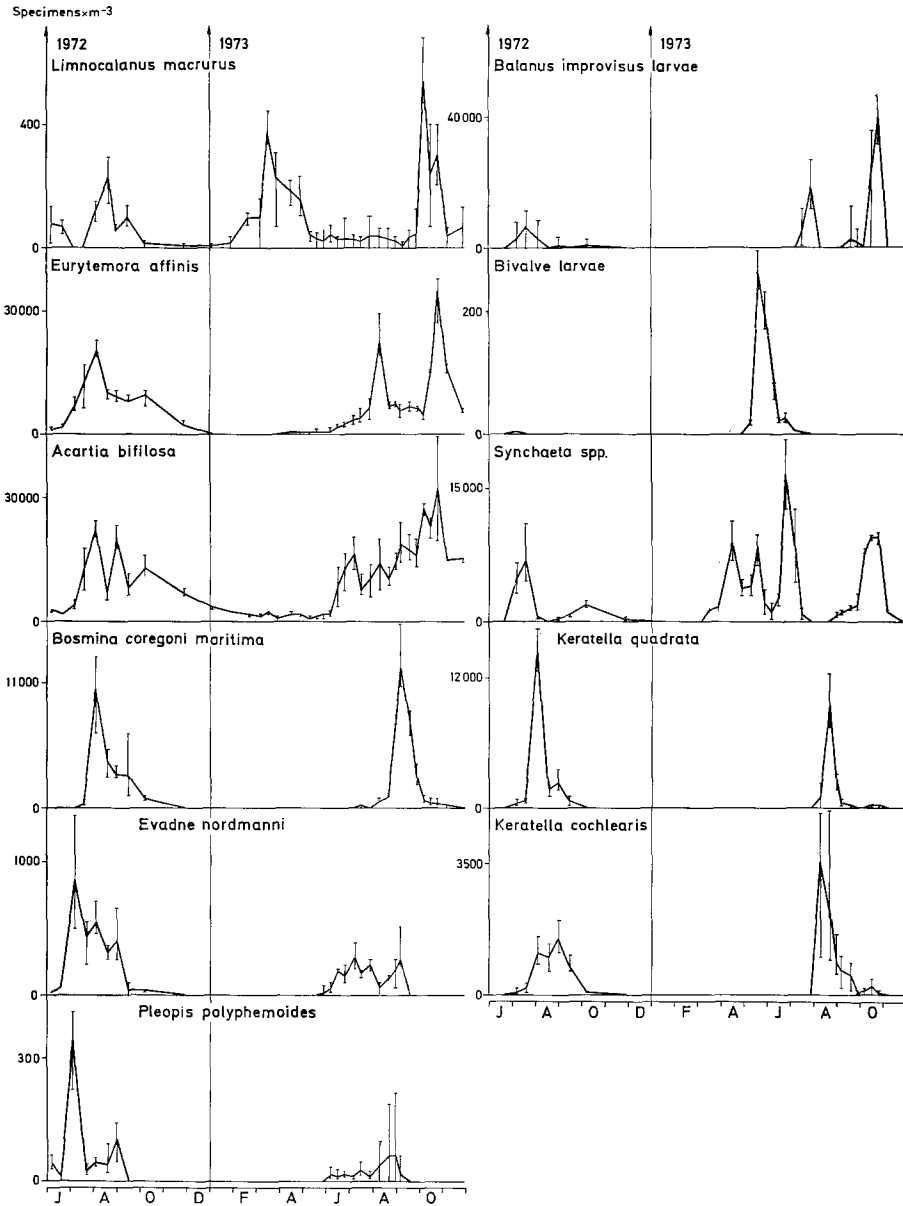 Specimens×m⁻³
1972 1973
Limnocalanus macrurus
400
0
Eurytemora affinis
30000
0
Acartia bifilosa
30000
0
Bosmina coregoni maritima
11000
0
Evadne nordmanni
1000
0
Pleopis polyphemoides
300
0
J A O D F A J A O
1972 1973
Balanus improvisus larvae
40000
0
Bivalve larvae
200
0
Synchaeta spp.
15000
0
Keratella quadrata
12000
0
Keratella cochlearis
3500
0
J A O D F A J A O